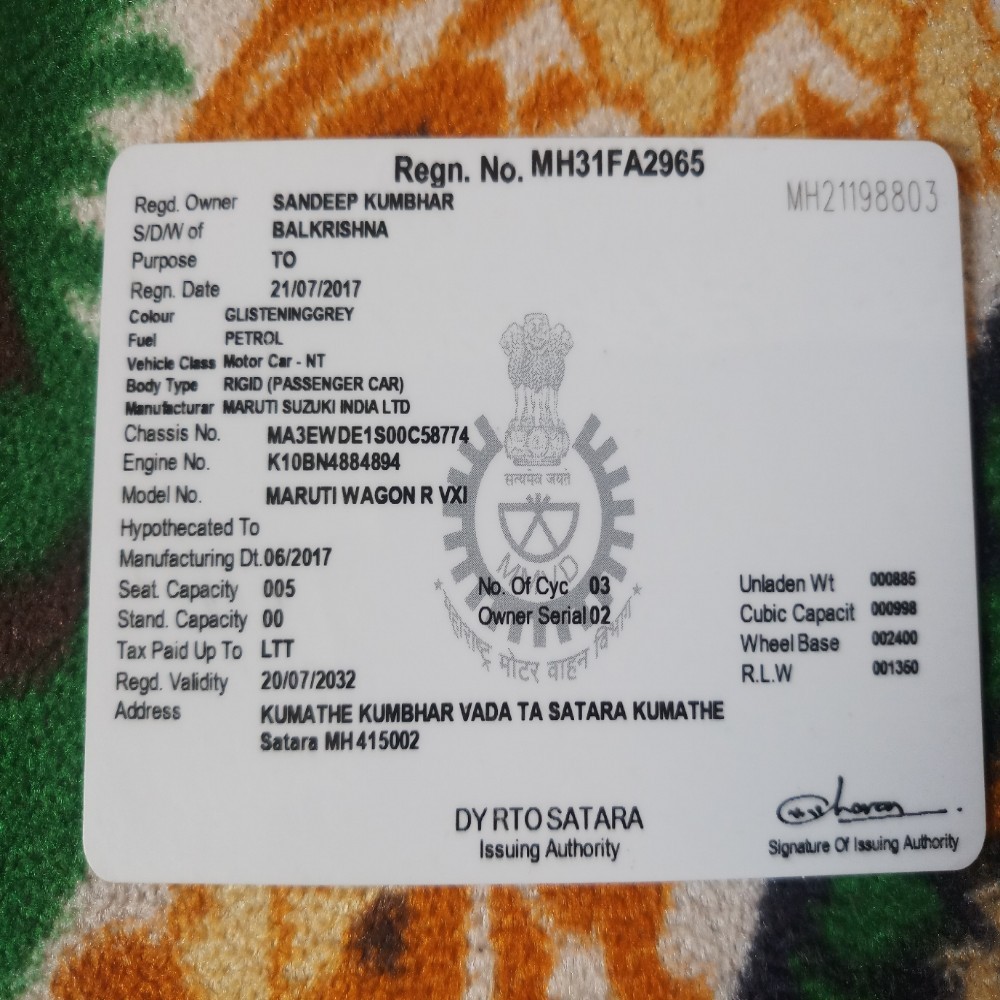 Regn. No. MH31FA2965
MH21198803
Regd. Owner SANDEEP KUMBHAR
S/D/W of BALKRISHNA
Purpose TO
Regn. Date 21/07/2017
Colour GLISTENINGGREY
Fuel PETROL
Vehicle Class Motor Car - NT
Body Type RIGID (PASSENGER CAR)
Manufacturar MARUTI SUZUKI INDIA LTD
Chassis No. MA3EWDE1S00C58774
Engine No. K10BN4884894
सत्यमेव जयते
Model No. MARUTI WAGON R VXI
Hypothecated To
Manufacturing Dt.06/2017
MMVD
Seat. Capacity 005 No. Of Cyc 03 Unladen Wt 000885
Stand. Capacity 00 Owner Serial 02 Cubic Capacit 000998
Tax Paid Up To LTT Wheel Base 002400
महाराष्ट्र मोटर वाहन विभाग
Regd. Validity 20/07/2032 R.L.W 001350
Address KUMATHE KUMBHAR VADA TA SATARA KUMATHE
Satara MH 415002
DY RTO SATARA
Issuing Authority
Signature Of Issuing Authority